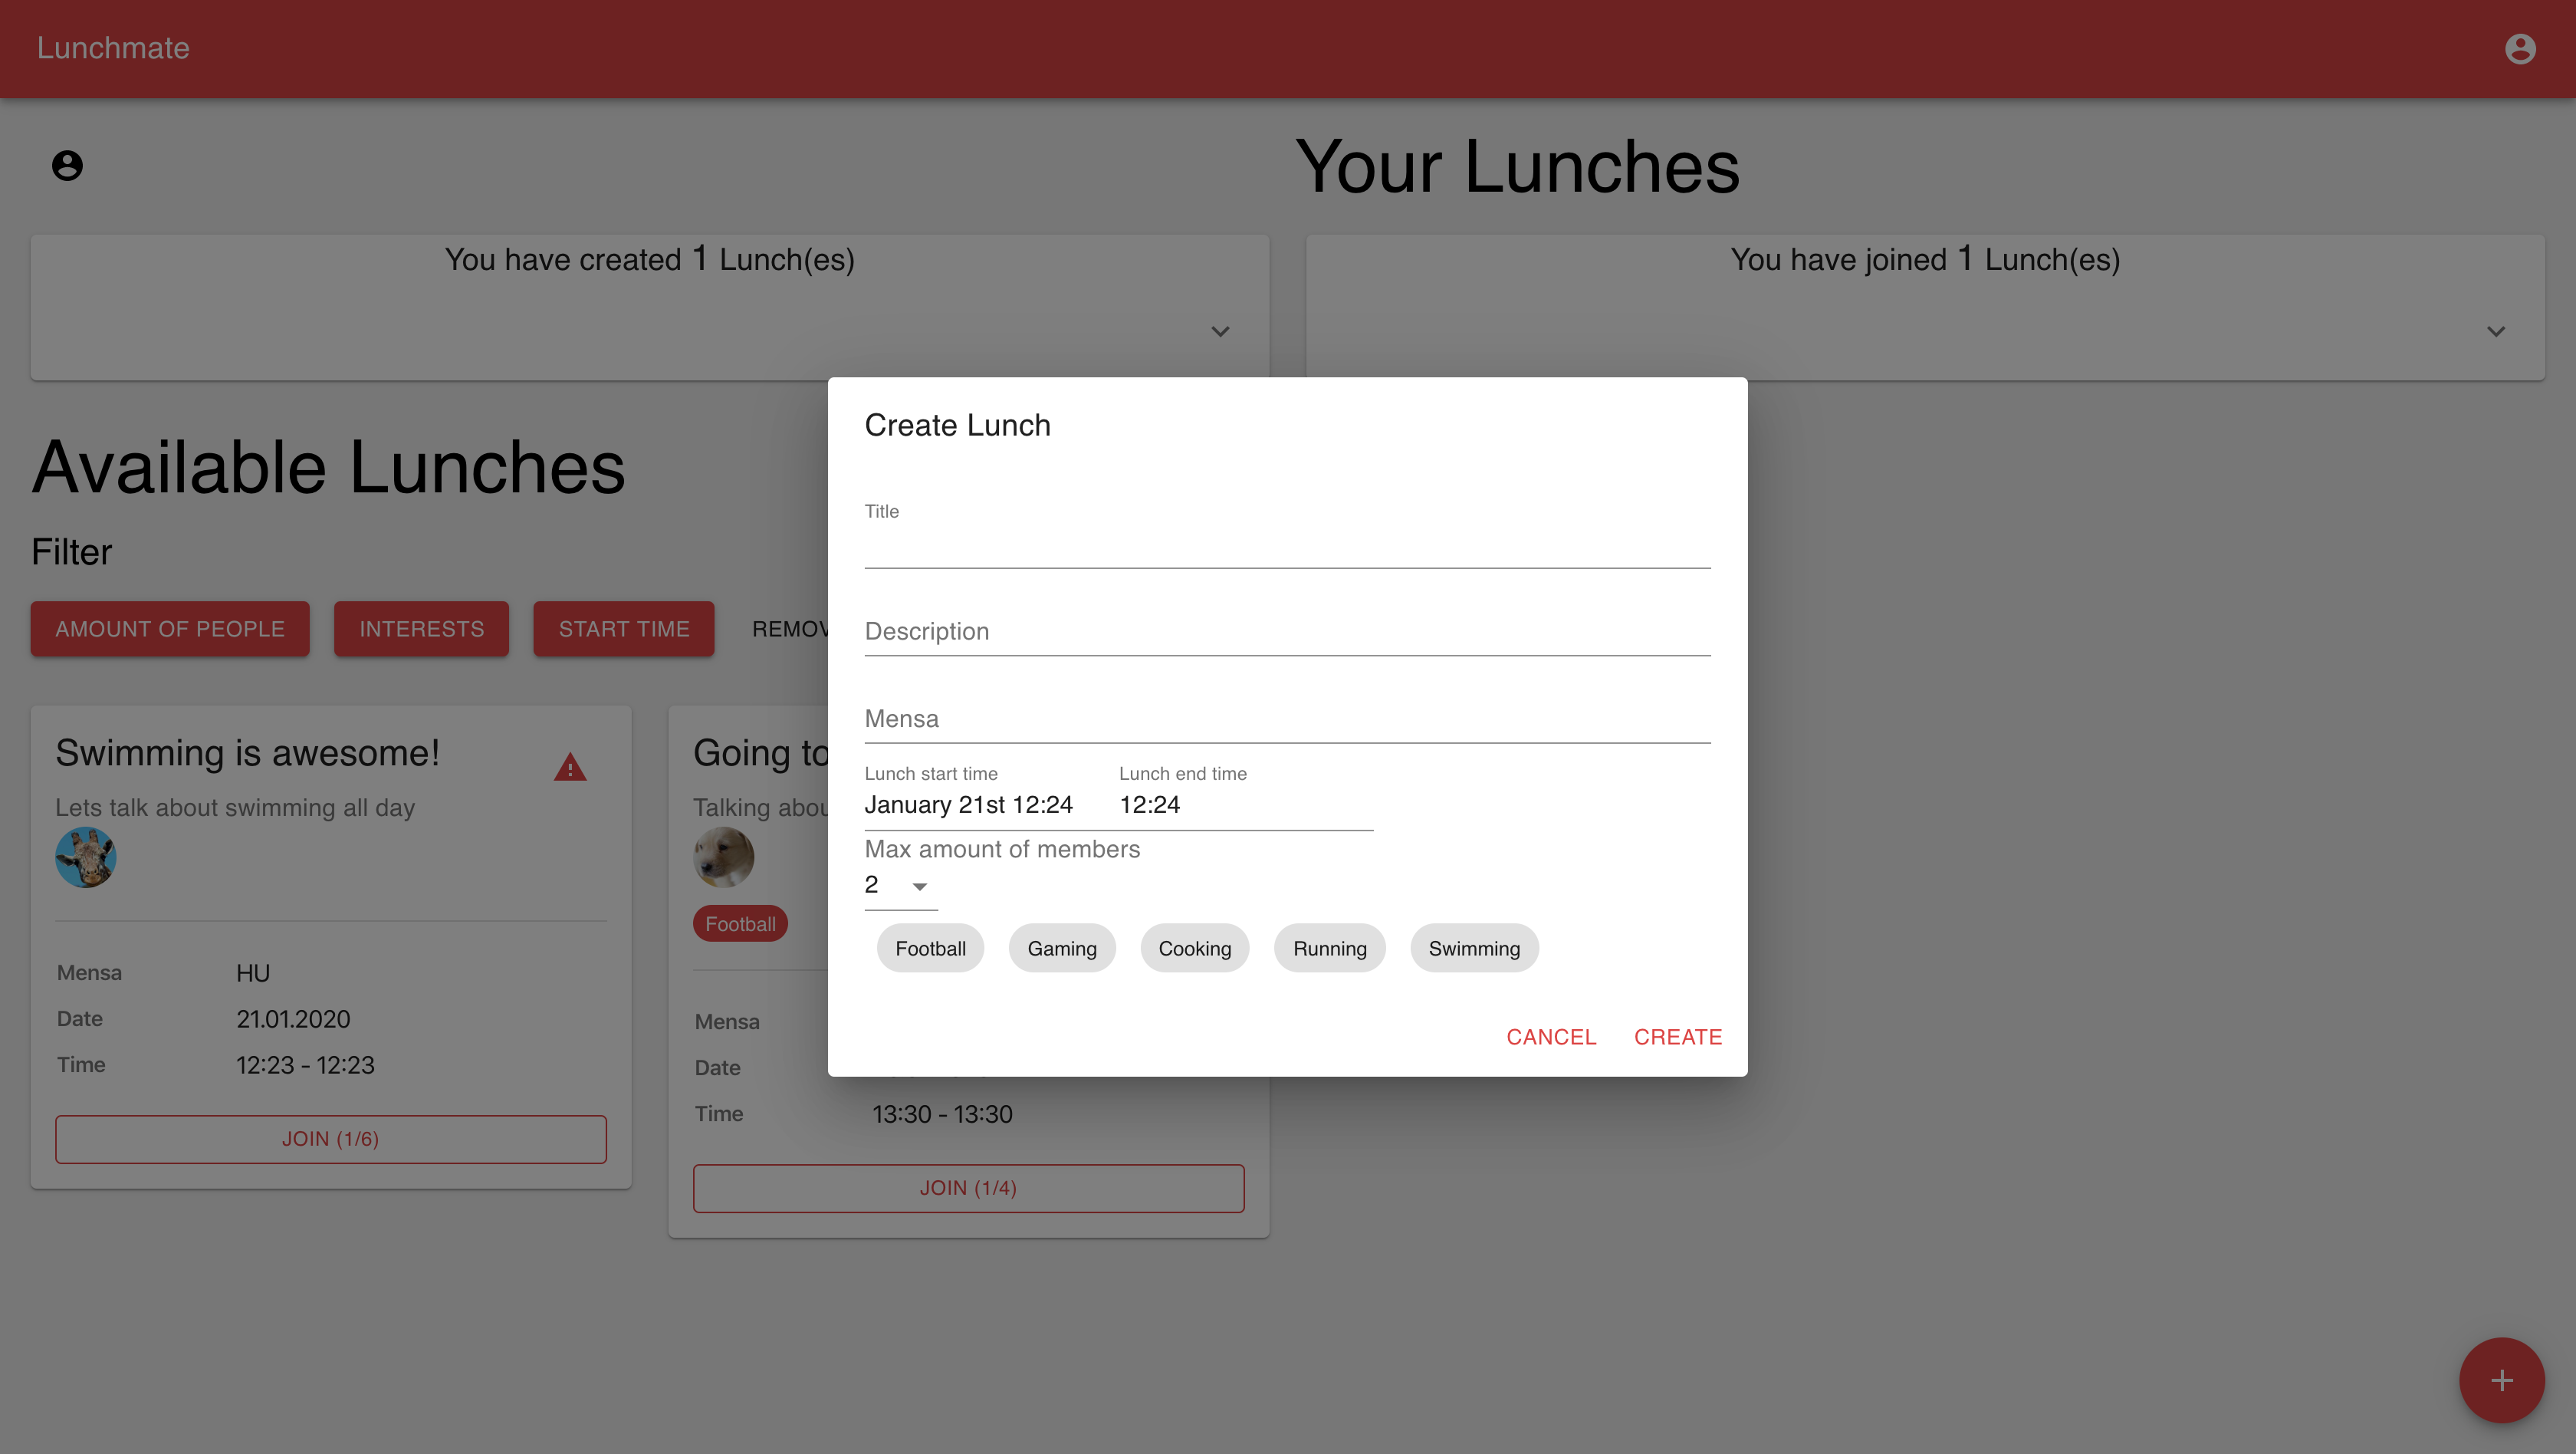 Lunchmate
Your Lunches
You have created 1 Lunch(es)
You have joined 1 Lunch(es)
Available Lunches
Filter
AMOUNT OF PEOPLE INTERESTS START TIME
Swimming is awesome!
Lets talk about swimming all day
Mensa HU
Date 21.01.2020
Time 12:23 - 12:23
JOIN (1/6)
Going to
Talking
Football
Mensa
Date
Time 13:30 - 13:30
JOIN (1/4)
Create Lunch
Title
Description
Mensa
Lunch start time Lunch end time
January 21st 12:24 12:24
Max amount of members
2
Football Gaming Cooking Running Swimming
CANCEL CREATE